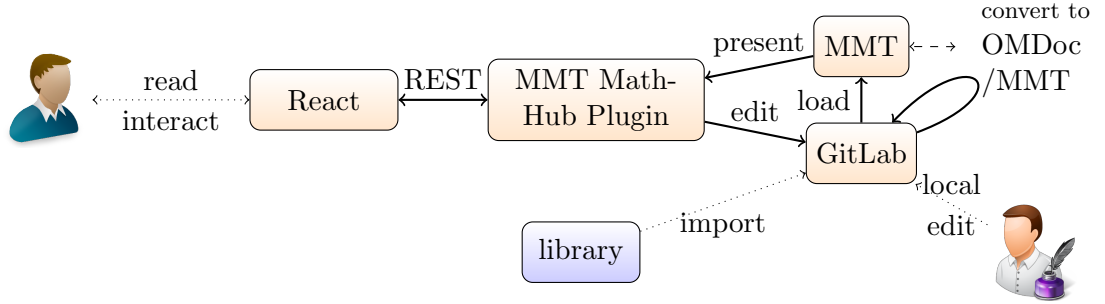 convert to
OMDoc
/MMT
MMT
present
read
interact
React
REST
MMT Math-
Hub Plugin
load
edit
GitLab
local
edit
import
library